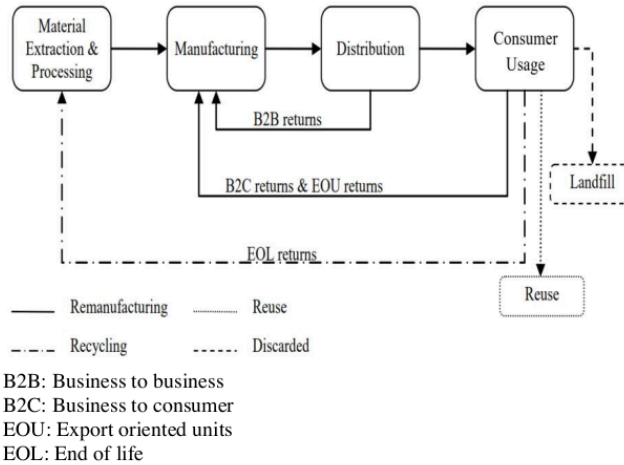 Material
Extraction &
Processing
Manufacturing
Distribution
Consumer
Usage
B2B returns
B2C returns & EOU returns
Landfill
EOL returns
Reuse
Remanufacturing
Reuse
Recycling
Discarded
B2B: Business to business
B2C: Business to consumer
EOU: Export oriented units
EOL: End of life